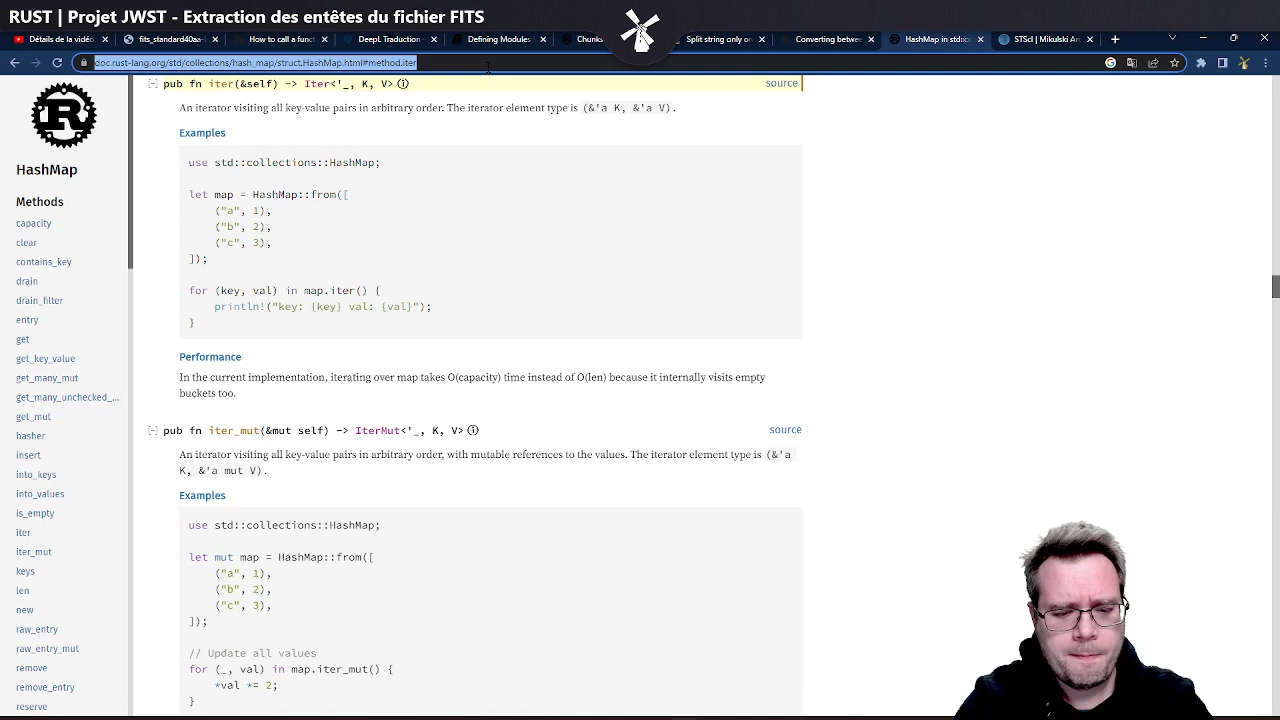 RUST | Projet JWST - Extraction des entêtes du fichier FITS
Détails de la vidéo
fits_standard40aa-l
How to call a funct
DeepL Traduction -
Defining Modules
Chunk
Split string only on
Converting betwee
HashMap in std::co
STScI | Mikulski Arc
doc.rust-lang.org/std/collections/hash_map/struct.HashMap.html#method.iter
HashMap
Methods
capacity
clear
contains_key
drain
drain_filter
entry
get
get_key_value
get_many_mut
get_many_unchecked_...
get_mut
hasher
insert
into_keys
into_values
is_empty
iter
iter_mut
keys
len
new
raw_entry
raw_entry_mut
remove
remove_entry
reserve
[-] pub fn iter(&self) -> Iter<'_, K, V>ⓘ
source
An iterator visiting all key-value pairs in arbitrary order. The iterator element type is (&'a K, &'a V).
Examples
use std::collections::HashMap;
let map = HashMap::from([
("a", 1),
("b", 2),
("c", 3),
]);
for (key, val) in map.iter() {
println!("key: {key} val: {val}");
}
Performance
In the current implementation, iterating over map takes O(capacity) time instead of O(len) because it internally visits empty
buckets too.
[-] pub fn iter_mut(&mut self) -> IterMut<'_, K, V>ⓘ
source
An iterator visiting all key-value pairs in arbitrary order, with mutable references to the values. The iterator element type is (&'a
K, &'a mut V).
Examples
use std::collections::HashMap;
let mut map = HashMap::from([
("a", 1),
("b", 2),
("c", 3),
]);
// Update all values
for (_, val) in map.iter_mut() {
*val *= 2;
}